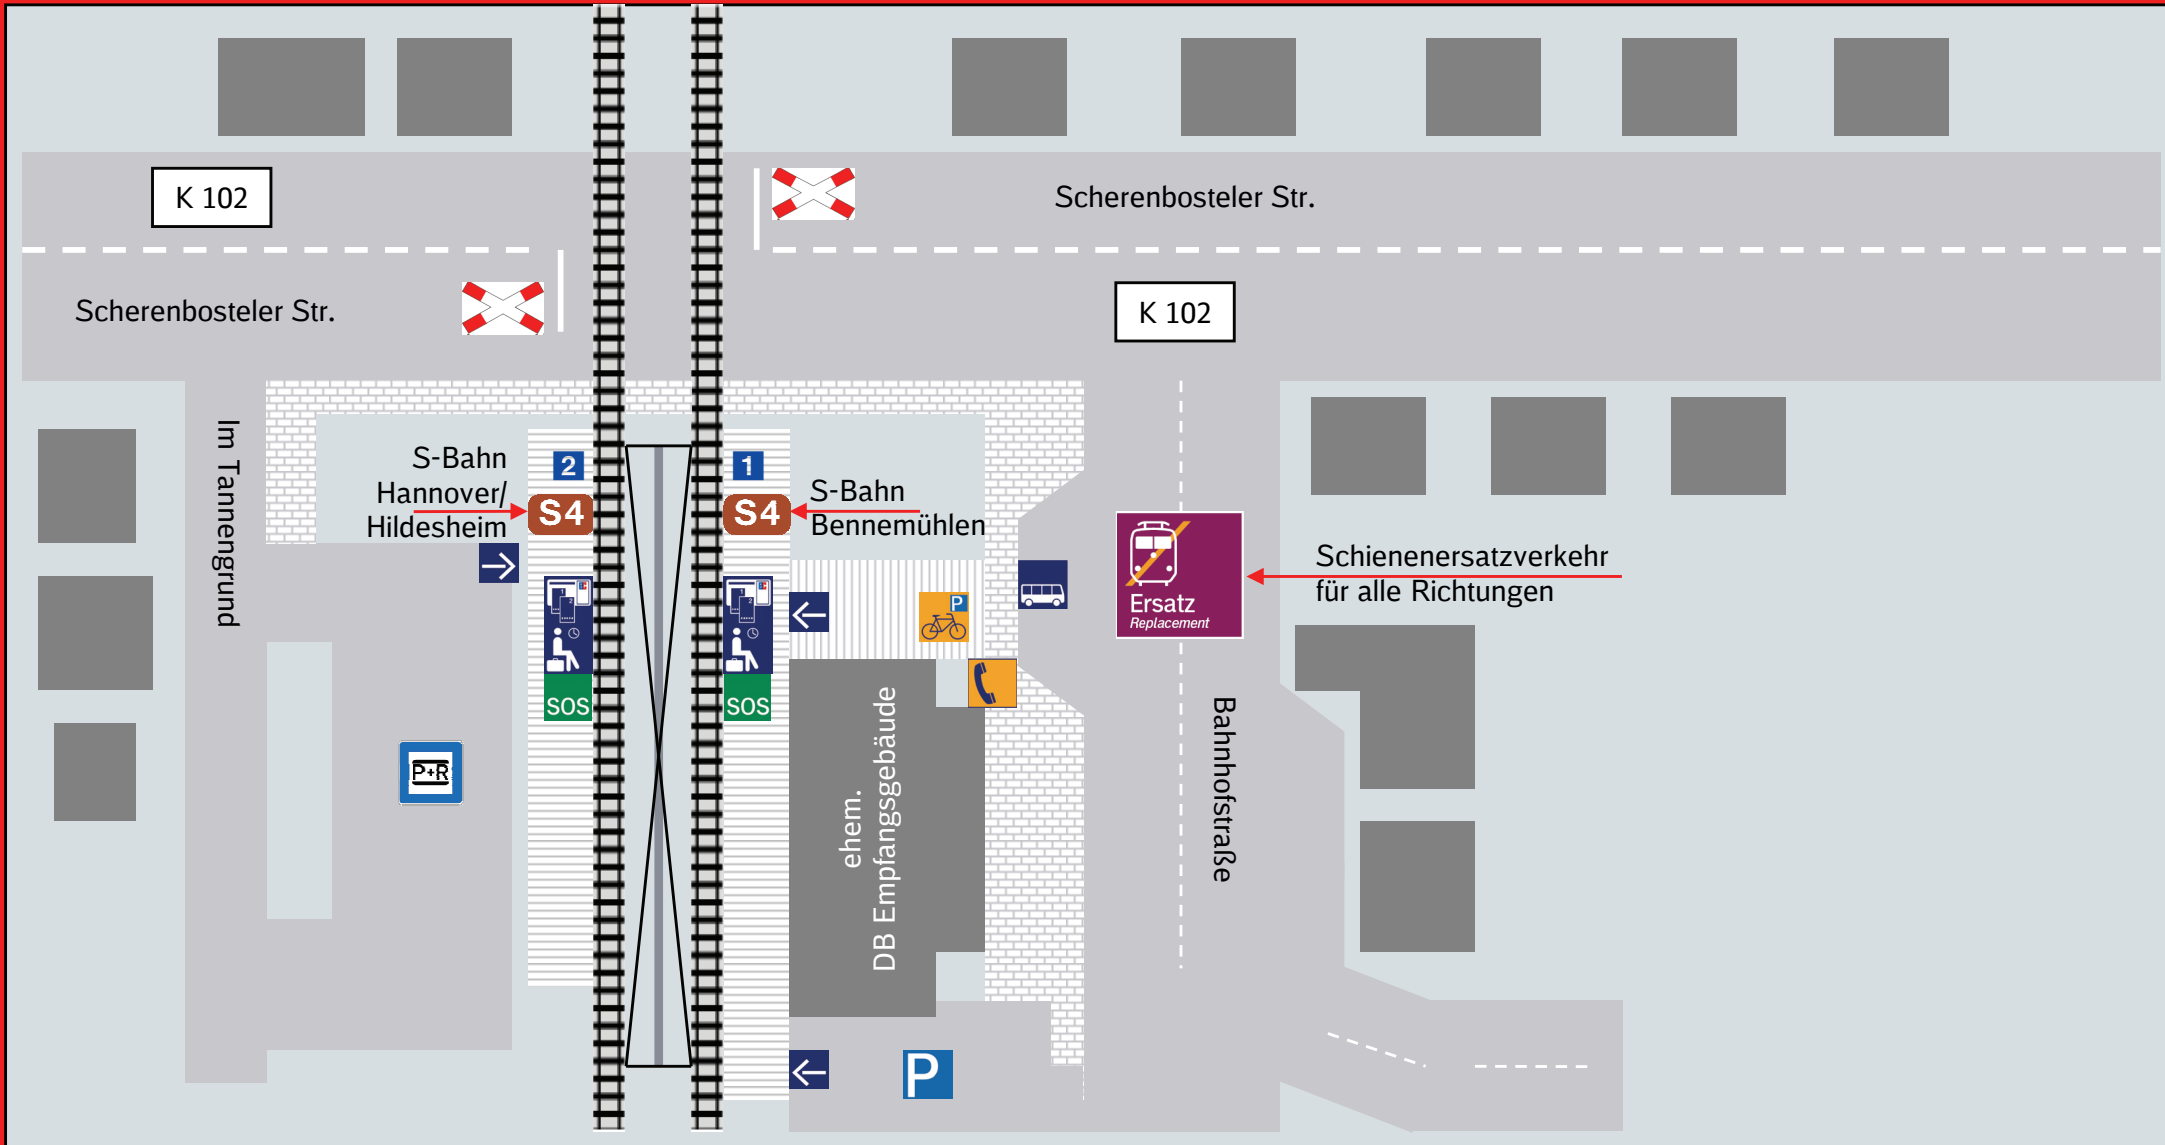 K 102
Scherenbosteler Str.
Scherenbosteler Str.
K 102
Im Tannengrund
S-Bahn
Hannover/
Hildesheim
2
S4
1
S4
S-Bahn
Bennemühlen
P
Ersatz
Replacement
Schienenersatzverkehr
für alle Richtungen
SOS
SOS
P+R
ehem.
DB Empfangsgebäude
Bahnhofstraße
P